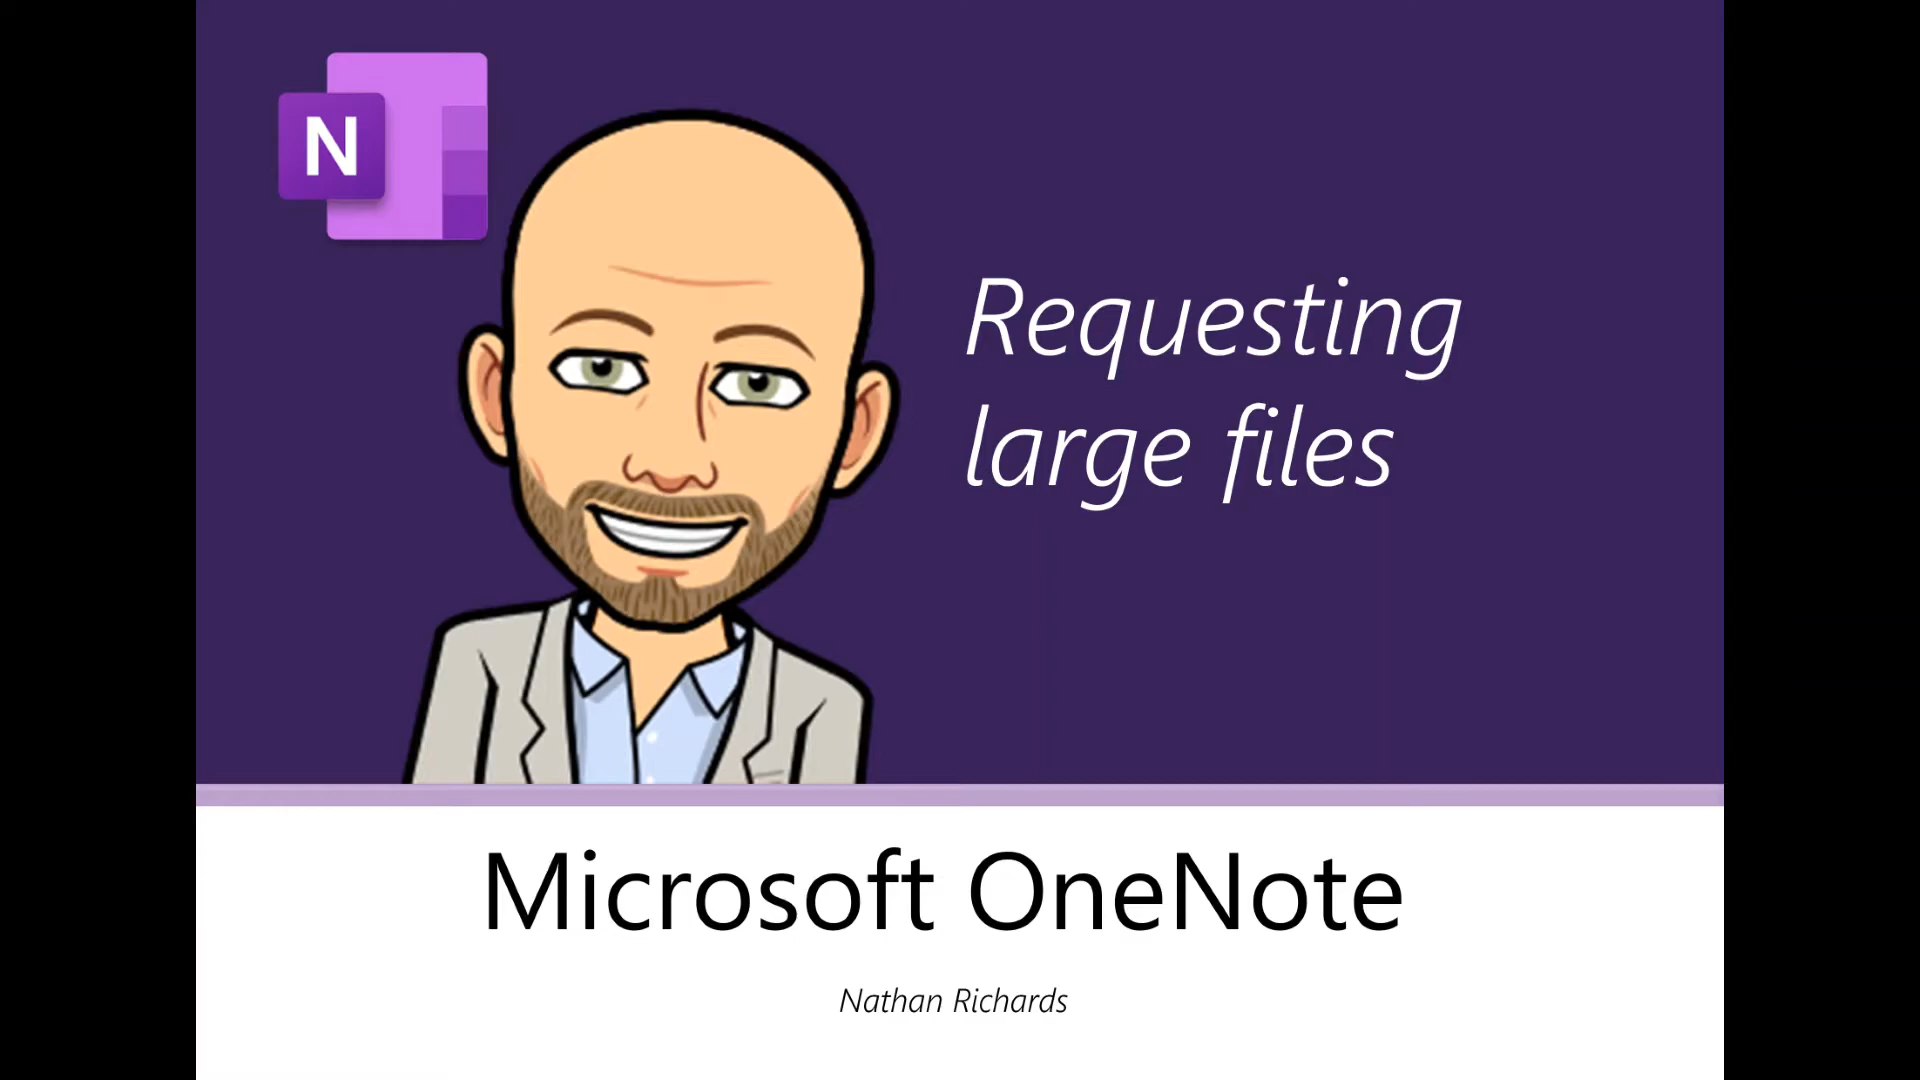 N
Requesting
large files
Microsoft OneNote
Nathan Richards